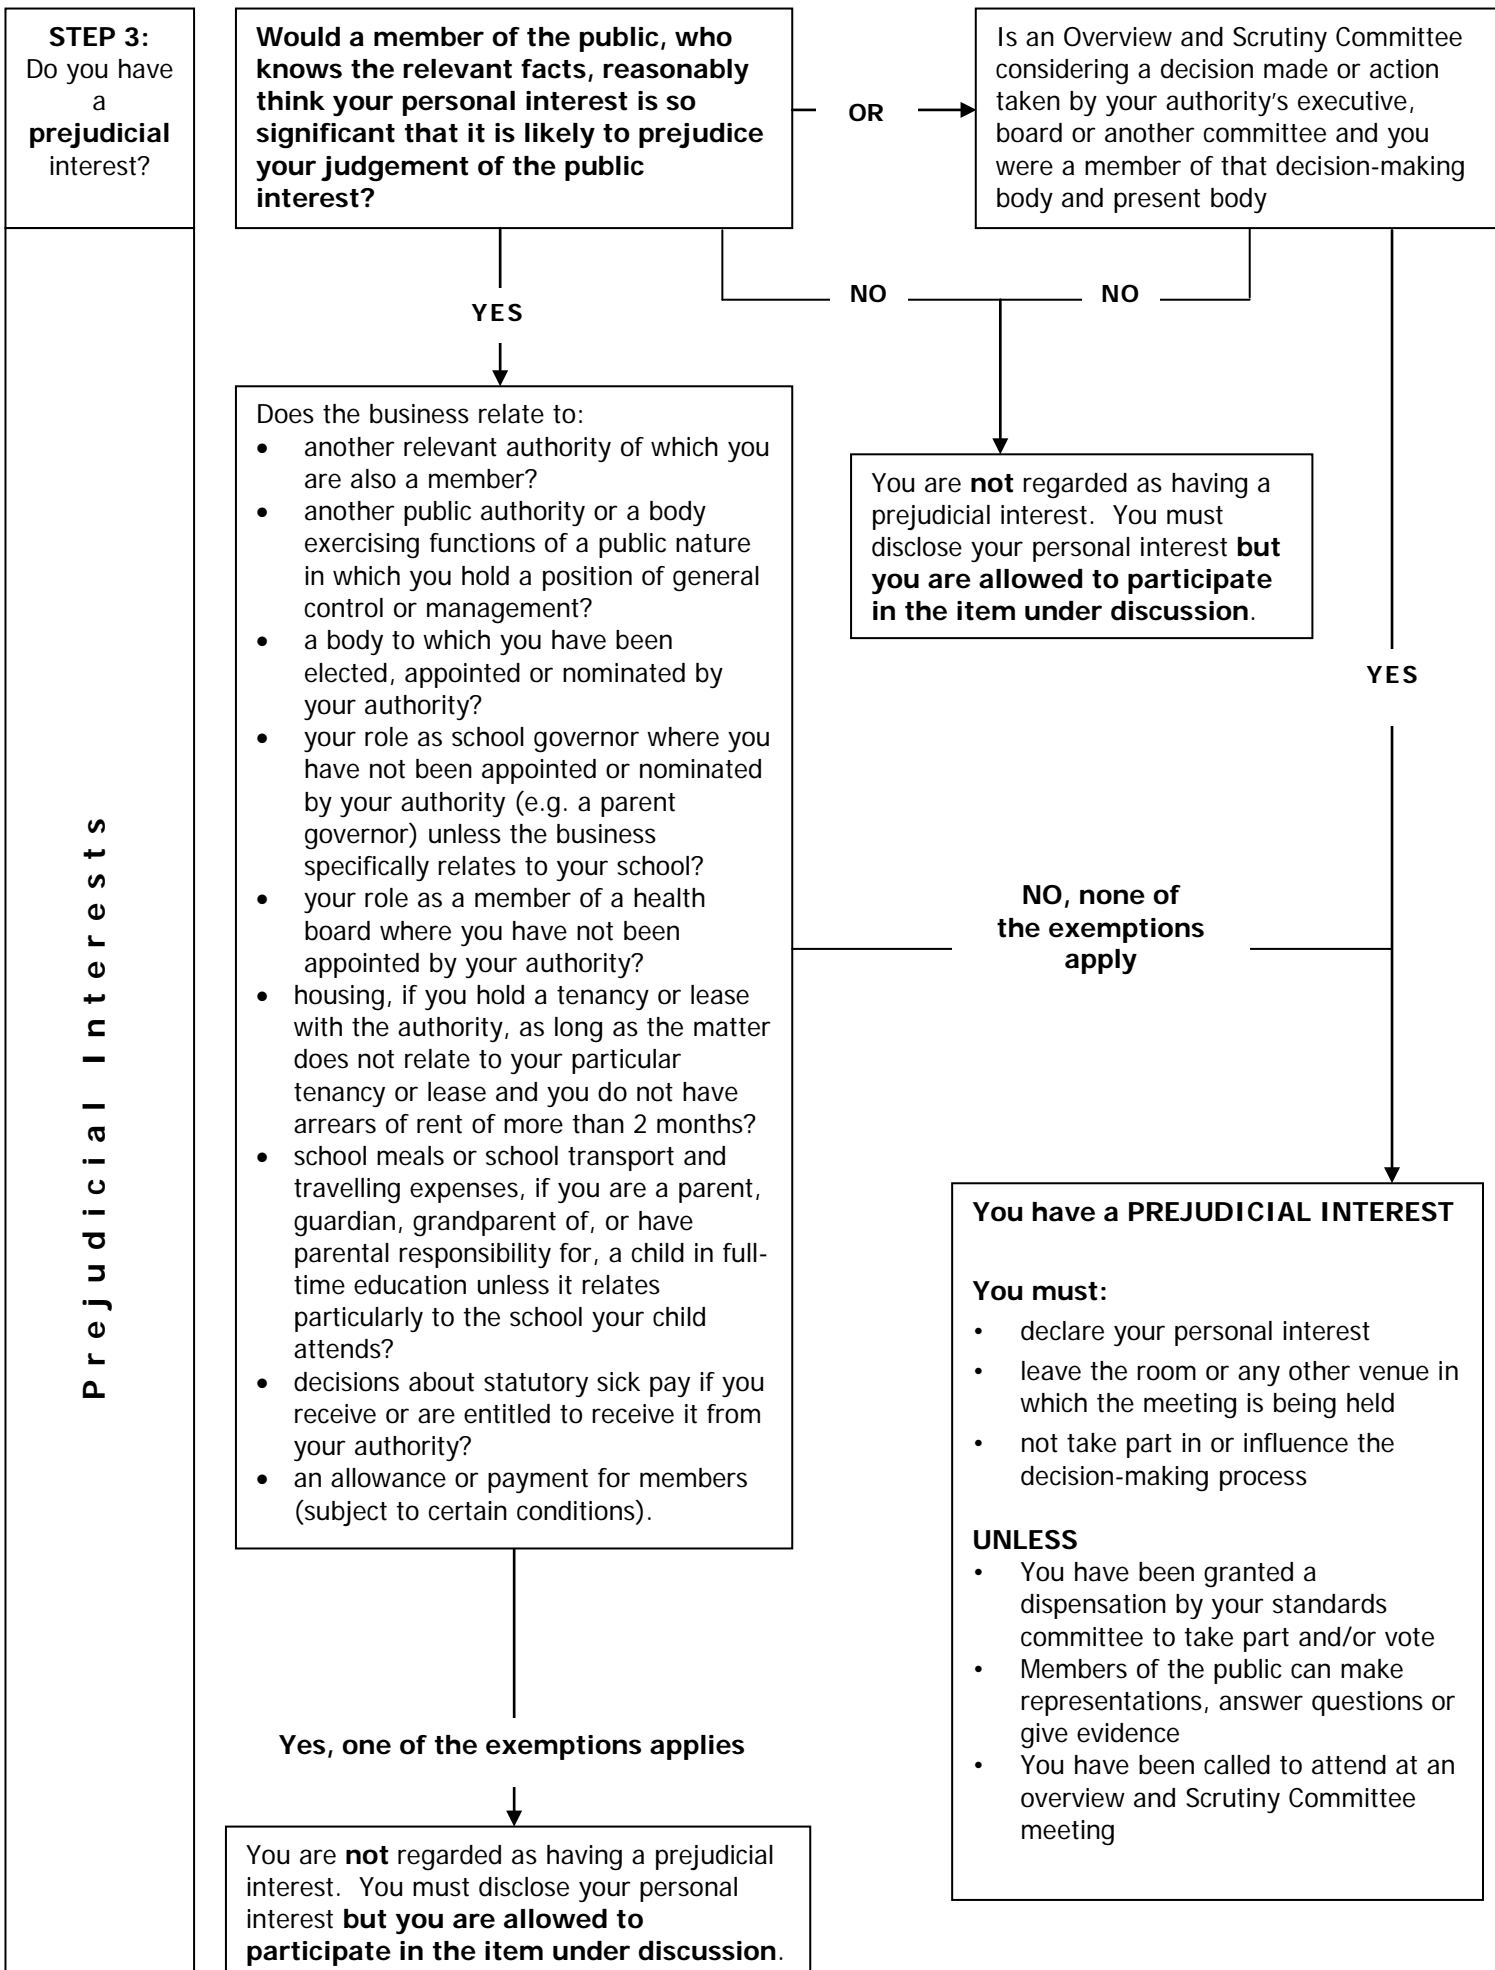 STEP 3:
Do you have
a
prejudicial
interest?
Would a member of the public, who
knows the relevant facts, reasonably
think your personal interest is so
significant that it is likely to prejudice
your judgement of the public
interest?
OR
Is an Overview and Scrutiny Committee
considering a decision made or action
taken by your authority's executive,
board or another committee and you
were a member of that decision-making
body and present body
YES
NO
NO
Does the business relate to:
• another relevant authority of which you
are also a member?
• another public authority or a body
exercising functions of a public nature
in which you hold a position of general
control or management?
• a body to which you have been
elected, appointed or nominated by
your authority?
• your role as school governor where you
have not been appointed or nominated
by your authority (e.g. a parent
governor) unless the business
specifically relates to your school?
• your role as a member of a health
board where you have not been
appointed by your authority?
• housing, if you hold a tenancy or lease
with the authority, as long as the matter
does not relate to your particular
tenancy or lease and you do not have
arrears of rent of more than 2 months?
• school meals or school transport and
travelling expenses, if you are a parent,
guardian, grandparent of, or have
parental responsibility for, a child in full-
time education unless it relates
particularly to the school your child
attends?
• decisions about statutory sick pay if you
receive or are entitled to receive it from
your authority?
• an allowance or payment for members
(subject to certain conditions).
You are not regarded as having a
prejudicial interest. You must
disclose your personal interest but
you are allowed to participate
in the item under discussion.
YES
NO, none of
the exemptions
apply
Prejudicial Interests
You have a PREJUDICIAL INTEREST
You must:
• declare your personal interest
• leave the room or any other venue in
which the meeting is being held
• not take part in or influence the
decision-making process
UNLESS
• You have been granted a
dispensation by your standards
committee to take part and/or vote
• Members of the public can make
representations, answer questions or
give evidence
• You have been called to attend at an
overview and Scrutiny Committee
meeting
Yes, one of the exemptions applies
You are not regarded as having a prejudicial
interest. You must disclose your personal
interest but you are allowed to
participate in the item under discussion.